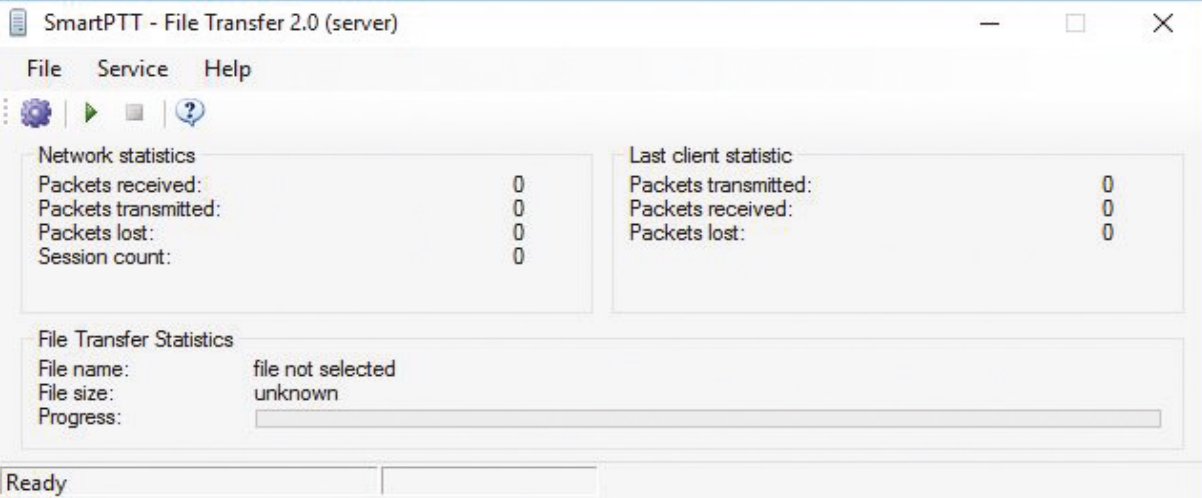 SmartPTT - File Transfer 2.0 (server)
File Service Help
Network statistics
Packets received: 0
Packets transmitted: 0
Packets lost: 0
Session count: 0
Last client statistic
Packets transmitted: 0
Packets received: 0
Packets lost: 0
File Transfer Statistics
File name: file not selected
File size: unknown
Progress:
Ready